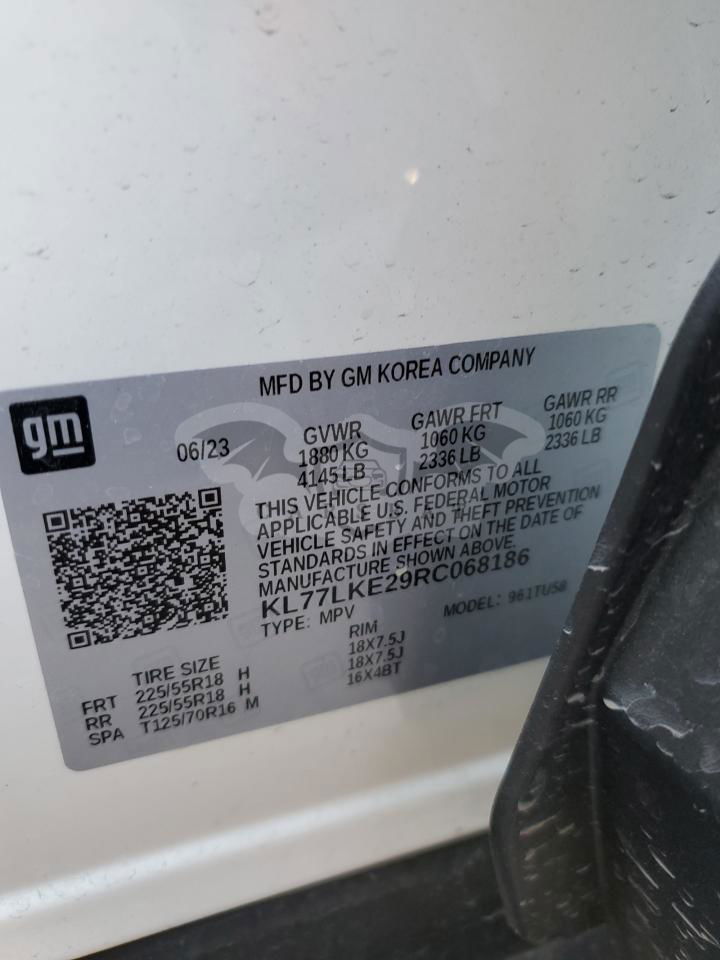 MFD BY GM KOREA COMPANY
gm
06/23
GVWR
1880 KG
4145 LB
GAWR FRT
1060 KG
2336 LB
GAWR RR
1060 KG
2336 LB
THIS VEHICLE CONFORMS TO ALL
APPLICABLE U.S. FEDERAL MOTOR
VEHICLE SAFETY AND THEFT PREVENTION
STANDARDS IN EFFECT ON THE DATE OF
MANUFACTURE SHOWN ABOVE.
KL77LKE29RC068186
TYPE: MPV
MODEL: 961TU58
TIRE SIZE
RIM
FRT 225/55R18 H 18X7.5J
RR 225/55R18 H 18X7.5J
SPA T125/70R16 M 16X4BT